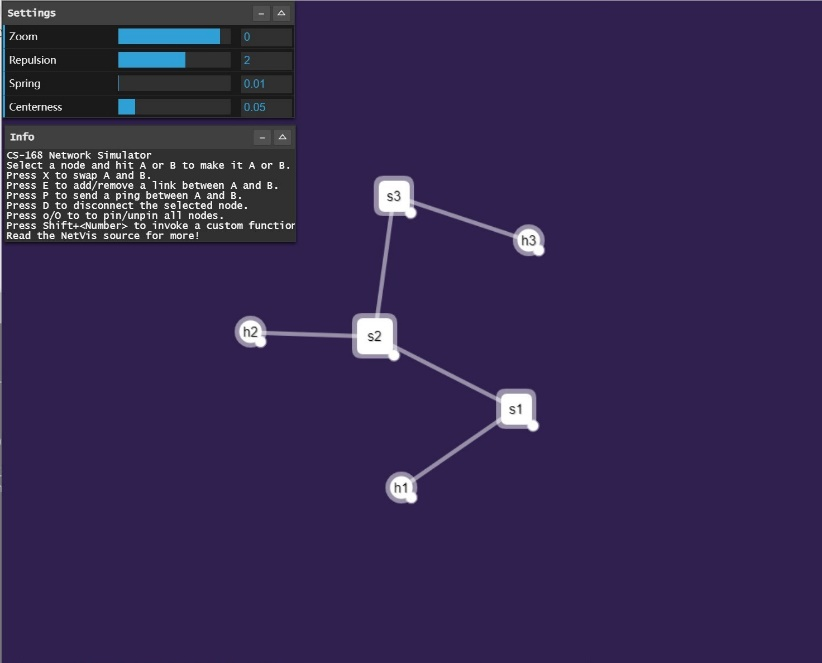 Settings
Zoom 0
Repulsion 2
Spring 0.01
Centerness 0.05
Info
CS-168 Network Simulator
Select a node and hit A or B to make it A or B.
Press X to swap A and B.
Press E to add/remove a link between A and B.
Press P to send a ping between A and B.
Press D to disconnect the selected node.
Press o/O to to pin/unpin all nodes.
Press Shift+<Number> to invoke a custom function
Read the NetVis source for more!
s3
h3
h2
s2
s1
h1